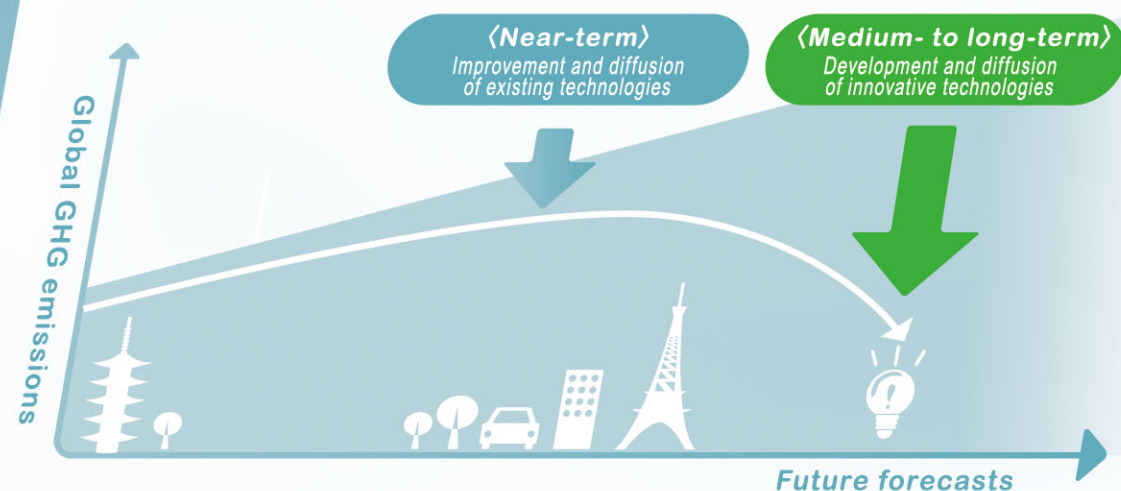 〈Near-term〉
Improvement and diffusion
of existing technologies
〈Medium- to long-term〉
Development and diffusion
of innovative technologies
Global GHG emissions
Future forecasts